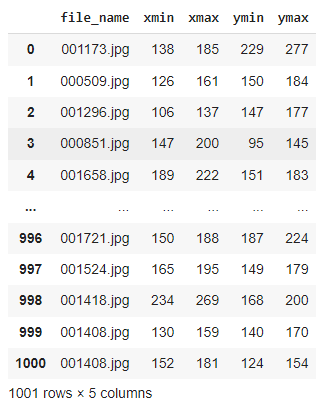 file_name xmin xmax ymin ymax
0 001173.jpg 138 185 229 277
1 000509.jpg 126 161 150 184
2 001296.jpg 106 137 147 177
3 000851.jpg 147 200 95 145
4 001658.jpg 189 222 151 183
... ... ... ... ... ...
996 001721.jpg 150 188 187 224
997 001524.jpg 165 195 149 179
998 001418.jpg 234 269 168 200
999 001408.jpg 130 159 140 170
1000 001408.jpg 152 181 124 154
1001 rows × 5 columns